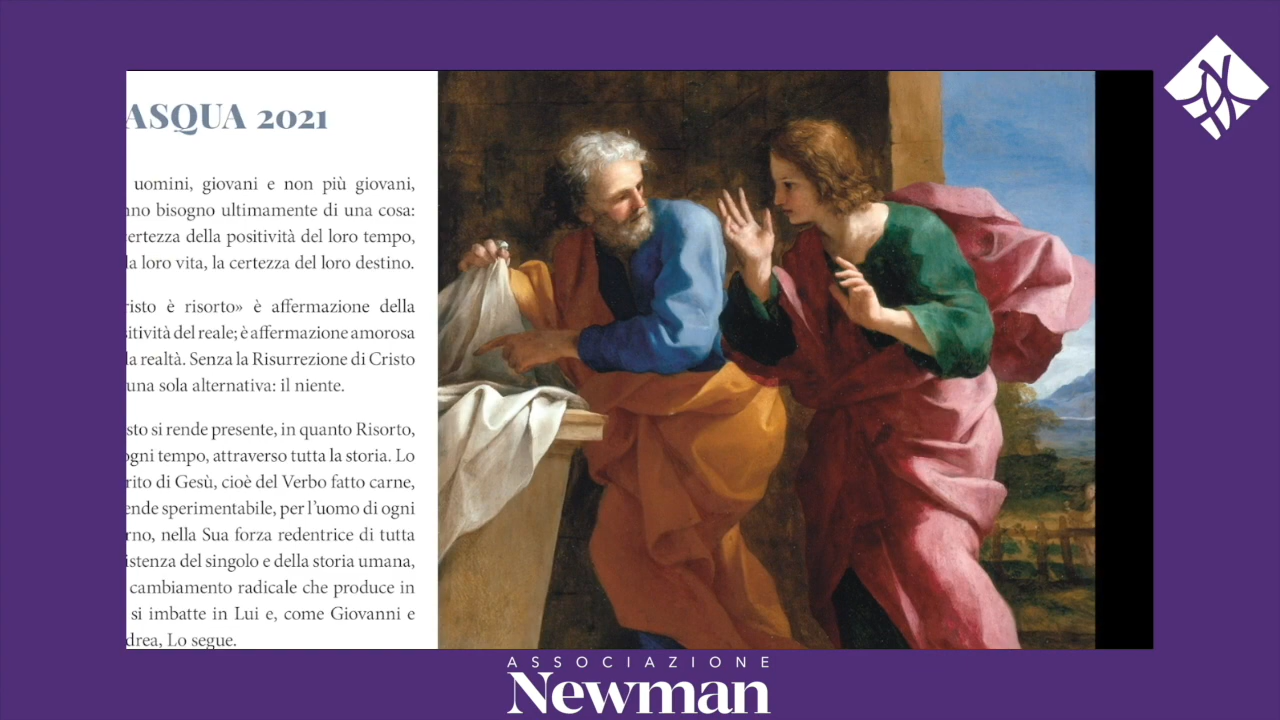 ASQUA 2021
uomini, giovani e non più giovani,
nno bisogno ultimamente di una cosa:
certezza della positività del loro tempo,
la loro vita, la certezza del loro destino.
risto è risorto» è affermazione della
sitività del reale; è affermazione amorosa
la realtà. Senza la Risurrezione di Cristo
una sola alternativa: il niente.
sto si rende presente, in quanto Risorto,
ogni tempo, attraverso tutta la storia. Lo
rito di Gesù, cioè del Verbo fatto carne,
ende sperimentabile, per l'uomo di ogni
rno, nella Sua forza redentrice di tutta
istenza del singolo e della storia umana,
cambiamento radicale che produce in
si imbatte in Lui e, come Giovanni e
drea, Lo segue.
ASSOCIAZIONE
Newman